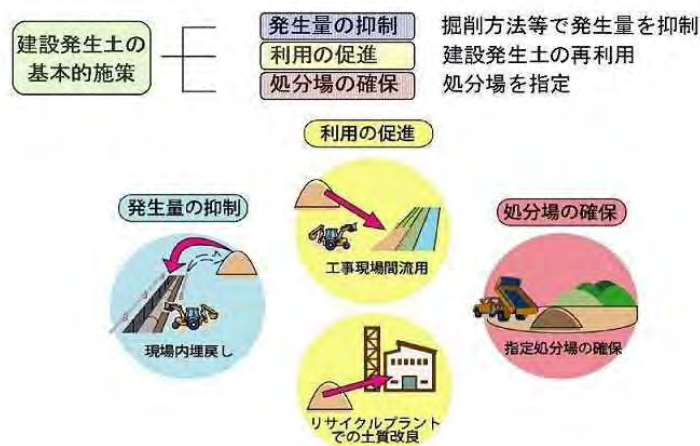 建設発生土の
基本的施策
発生量の抑制 掘削方法等で発生量を抑制
利用の促進 建設発生土の再利用
処分場の確保 処分場を指定
利用の促進
発生量の抑制
処分場の確保
工事現場間流用
現場内埋戻し
指定処分場の確保
リサイクルプラント
での土質改良